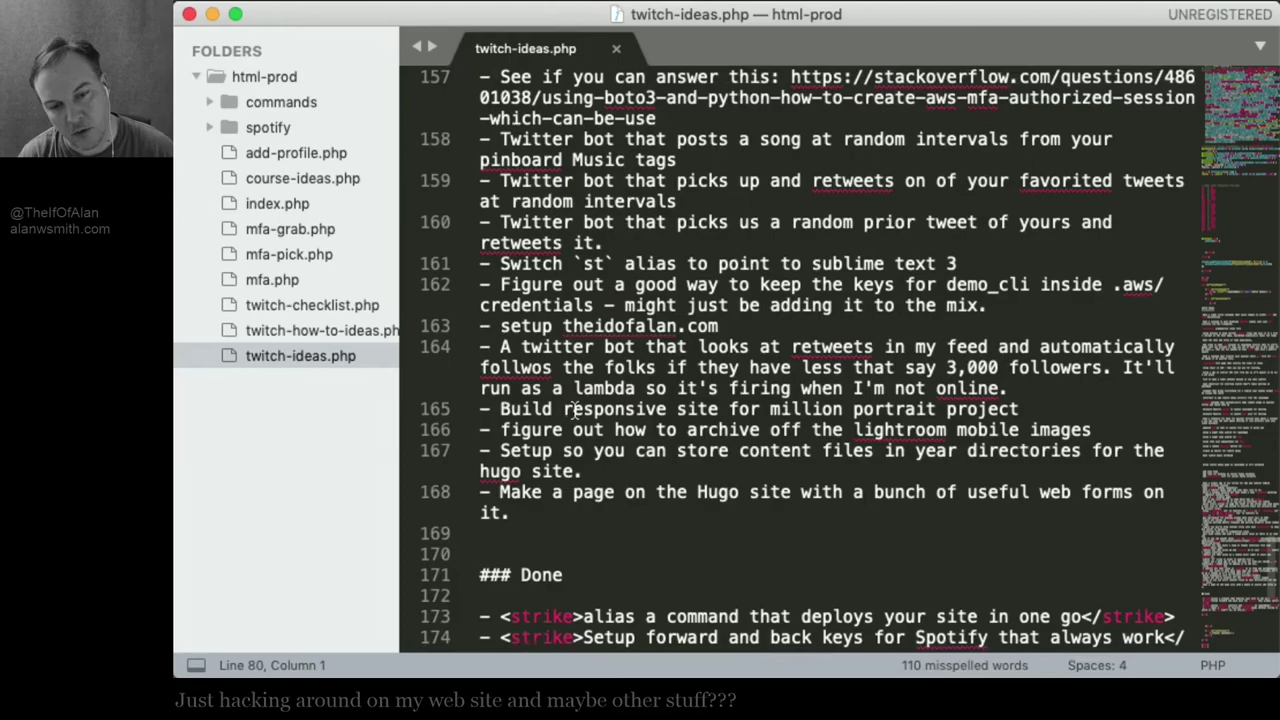 twitch-ideas.php — html-prod
UNREGISTERED
FOLDERS
html-prod
commands
spotify
add-profile.php
course-ideas.php
index.php
mfa-grab.php
mfa-pick.php
mfa.php
twitch-checklist.php
twitch-how-to-ideas.ph
twitch-ideas.php
@TheIfOfAlan
alanwsmith.com
twitch-ideas.php
157 - See if you can answer this: https://stackoverflow.com/questions/486
01038/using-boto3-and-python-how-to-create-aws-mfa-authorized-session
-which-can-be-use
158 - Twitter bot that posts a song at random intervals from your
pinboard Music tags
159 - Twitter bot that picks up and retweets on of your favorited tweets
at random intervals
160 - Twitter bot that picks us a random prior tweet of yours and
retweets it.
161 - Switch `st` alias to point to sublime text 3
162 - Figure out a good way to keep the keys for demo_cli inside .aws/
credentials - might just be adding it to the mix.
163 - setup theidofalan.com
164 - A twitter bot that looks at retweets in my feed and automatically
follwos the folks if they have less that say 3,000 followers. It'll
run on a lambda so it's firing when I'm not online.
165 - Build responsive site for million portrait project
166 - figure out how to archive off the lightroom mobile images
167 - Setup so you can store content files in year directories for the
hugo site.
168 - Make a page on the Hugo site with a bunch of useful web forms on
it.
169
170
171 ### Done
172
173 - <strike>alias a command that deploys your site in one go</strike>
174 - <strike>Setup forward and back keys for Spotify that always work</
Line 80, Column 1
110 misspelled words
Spaces: 4
PHP
Just hacking around on my web site and maybe other stuff???